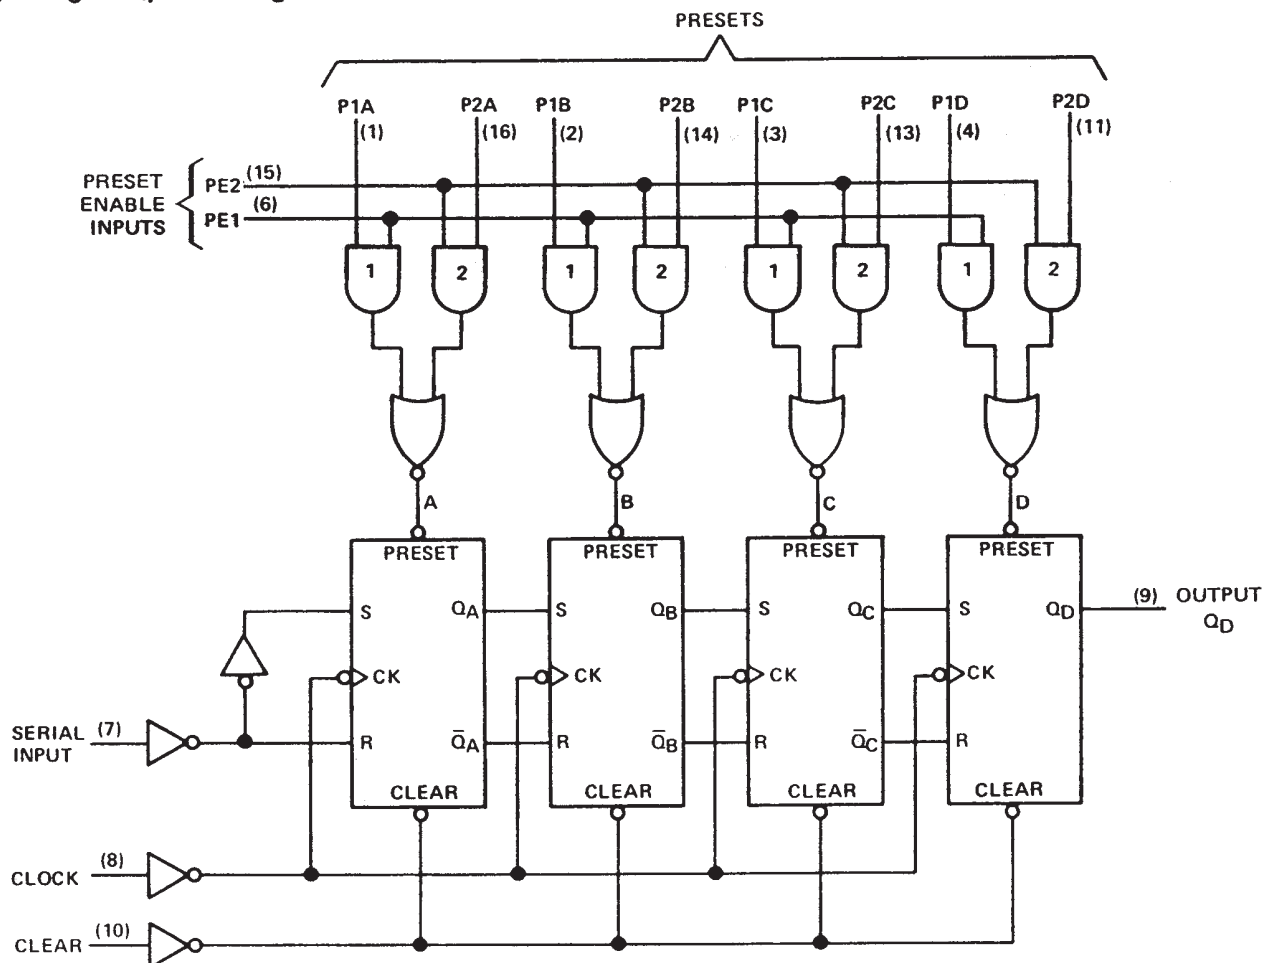 PRESETS
P1A P2A P1B P2B P1C P2C P1D P2D
(1) (16) (2) (14) (3) (13) (4) (11)
PRESET
ENABLE
INPUTS
PE2 (15)
PE1 (6)
1 2 1 2 1 2 1 2
A B C D
PRESET PRESET PRESET PRESET
S QA S QB S QC S QD (9) OUTPUT
QD
CK CK CK CK
SERIAL (7)
INPUT
R Q̅A R Q̅B R Q̅C R
CLEAR CLEAR CLEAR CLEAR
CLOCK (8)
CLEAR (10)